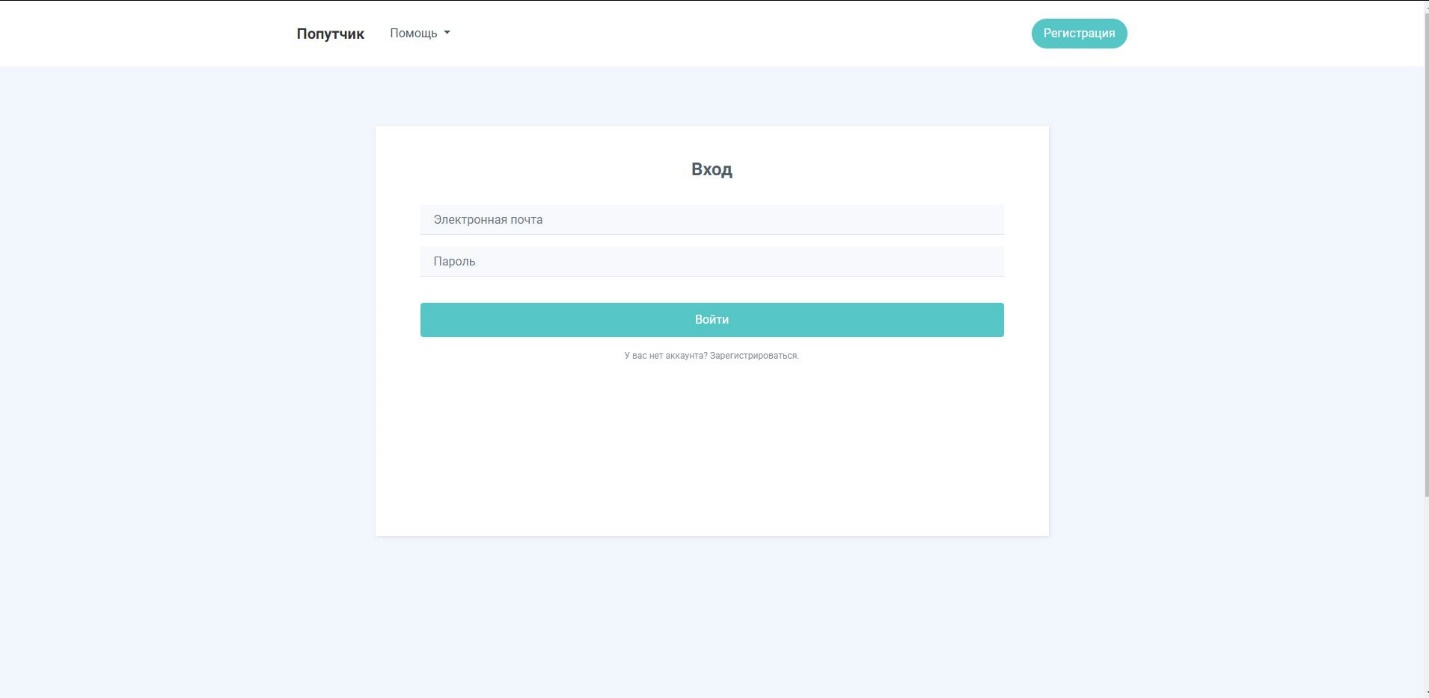 Попутчик
Помощь
Регистрация
Вход
Электронная почта
Пароль
Войти
У вас нет аккаунта? Зарегистрироваться.